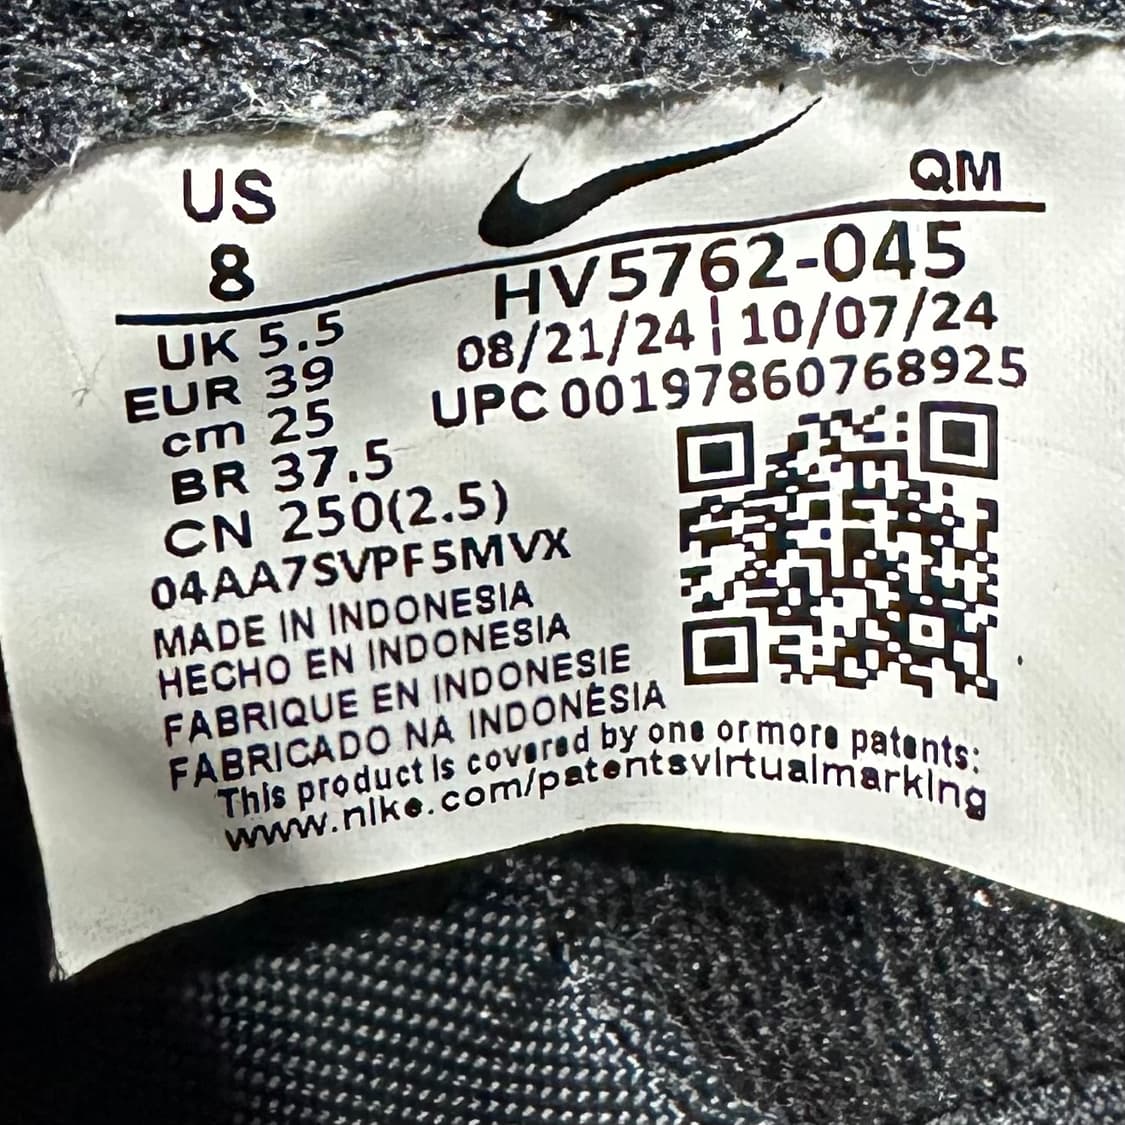 US
8
QM
HV5762-045
08/21/24 | 10/07/24
UPC 00197860768925
UK 5.5
EUR 39
cm 25
BR 37.5
CN 250(2.5)
04AA7SVPF5MVX
MADE IN INDONESIA
HECHO EN INDONESIA
FABRIQUE EN INDONESIE
FABRICADO NA INDONÉSIA
This product is covered by one or more patents:
www.nike.com/patentsvirtualmarking